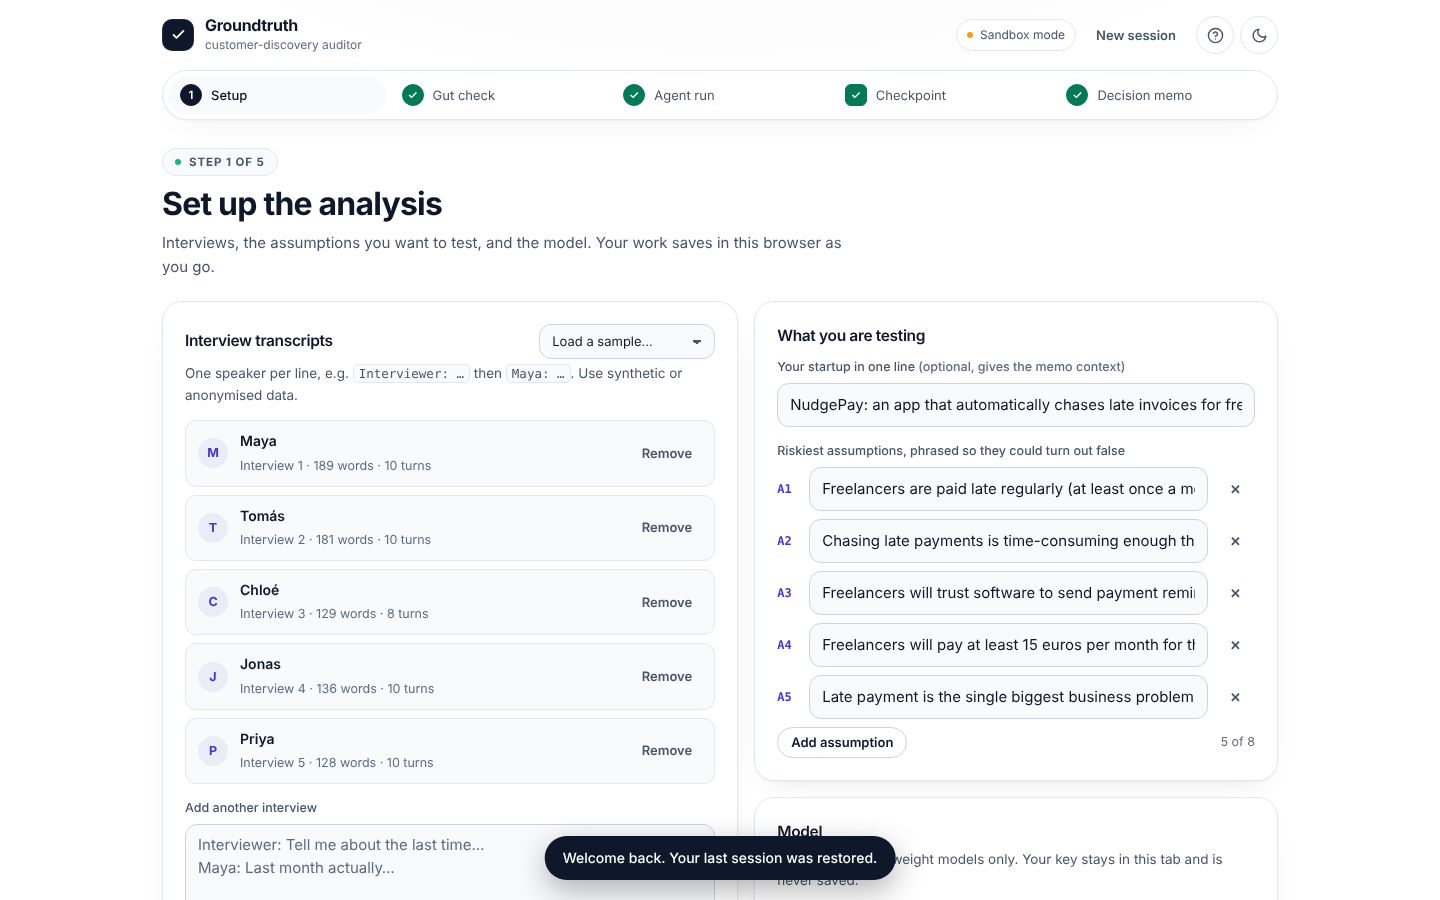 Groundtruth
customer-discovery auditor
Sandbox mode
New session
1 Setup
Gut check
Agent run
Checkpoint
Decision memo
STEP 1 OF 5
Set up the analysis
Interviews, the assumptions you want to test, and the model. Your work saves in this browser as
you go.
Interview transcripts
Load a sample...
One speaker per line, e.g. Interviewer: … then Maya: … . Use synthetic or
anonymised data.
M
Maya
Interview 1 · 189 words · 10 turns
Remove
T
Tomás
Interview 2 · 181 words · 10 turns
Remove
C
Chloé
Interview 3 · 129 words · 8 turns
Remove
J
Jonas
Interview 4 · 136 words · 10 turns
Remove
P
Priya
Interview 5 · 128 words · 10 turns
Remove
Add another interview
Interviewer: Tell me about the last time...
Maya: Last month actually...
What you are testing
Your startup in one line (optional, gives the memo context)
NudgePay: an app that automatically chases late invoices for fre
Riskiest assumptions, phrased so they could turn out false
A1 Freelancers are paid late regularly (at least once a m
A2 Chasing late payments is time-consuming enough th
A3 Freelancers will trust software to send payment remi
A4 Freelancers will pay at least 15 euros per month for th
A5 Late payment is the single biggest business problem
Add assumption
5 of 8
Model
weight models only. Your key stays in this tab and is
never saved.
Welcome back. Your last session was restored.